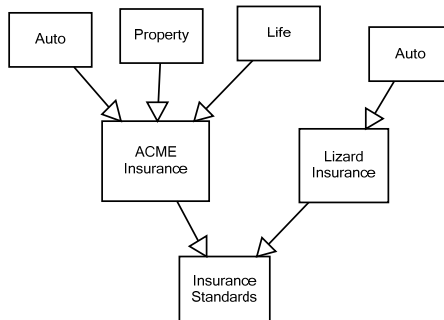 Auto
Property
Life
Auto
ACME
Insurance
Lizard
Insurance
Insurance
Standards